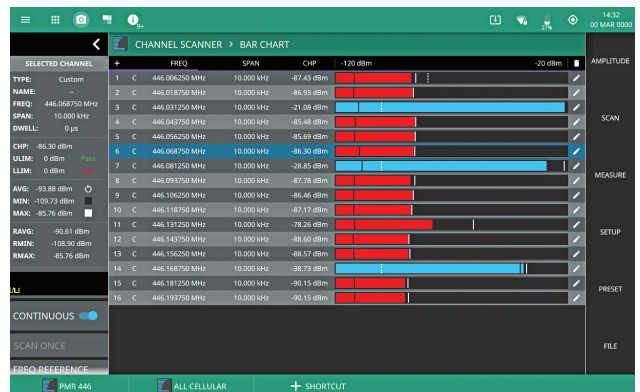 14:32
9+
27%
00 MAR 0000
CHANNEL SCANNER > BAR CHART
SELECTED CHANNEL
TYPE: Custom
NAME: --
FREQ: 446.068750 MHz
SPAN: 10.000 kHz
DWELL: 0 µs
CHP: -86.30 dBm
ULIM: 0 dBm Pass
LLIM: 0 dBm
AVG: -93.88 dBm
MIN: -109.73 dBm
MAX: -85.76 dBm
RAVG: -90.61 dBm
RMIN: -108.90 dBm
RMAX: -85.76 dBm
CONTINUOUS
SCAN ONCE
FREQ REFERENCE
+ FREQ SPAN CHP -120 dBm -20 dBm
1 C 446.006250 MHz 10.000 kHz -87.43 dBm
2 C 446.018750 MHz 10.000 kHz -86.93 dBm
3 C 446.031250 MHz 10.000 kHz -21.08 dBm
4 C 446.043750 MHz 10.000 kHz -85.48 dBm
5 C 446.056250 MHz 10.000 kHz -85.69 dBm
6 C 446.068750 MHz 10.000 kHz -86.30 dBm
7 C 446.081250 MHz 10.000 kHz -28.85 dBm
8 C 446.093750 MHz 10.000 kHz -87.78 dBm
9 C 446.106250 MHz 10.000 kHz -86.46 dBm
10 C 446.118750 MHz 10.000 kHz -87.17 dBm
11 C 446.131250 MHz 10.000 kHz -78.26 dBm
12 C 446.143750 MHz 10.000 kHz -88.60 dBm
13 C 446.156250 MHz 10.000 kHz -88.57 dBm
14 C 446.168750 MHz 10.000 kHz -38.73 dBm
15 C 446.181250 MHz 10.000 kHz -90.15 dBm
16 C 446.193750 MHz 10.000 kHz -90.15 dBm
AMPLITUDE
SCAN
MEASURE
SETUP
PRESET
FILE
PMR 446
ALL CELLULAR
+ SHORTCUT